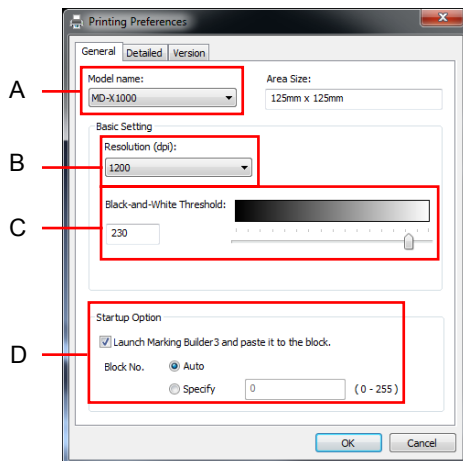 Printing Preferences
General Detailed Version
A
Model name: Area Size:
MD-X1000 125mm x 125mm
Basic Setting
B
Resolution (dpi):
1200
C
Black-and-White Threshold:
230
D
Startup Option
Launch Marking Builder3 and paste it to the block.
Block No. Auto
Specify 0 ( 0 - 255 )
OK Cancel